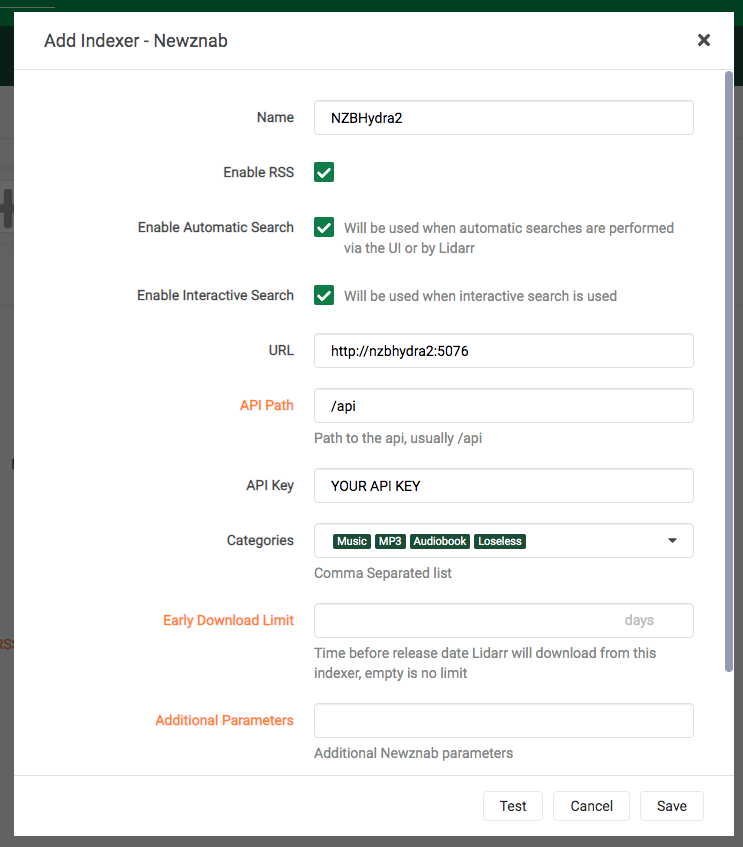 Add Indexer - Newznab
Name
NZBHydra2
Enable RSS
Enable Automatic Search
Will be used when automatic searches are performed
via the UI or by Lidarr
Enable Interactive Search
Will be used when interactive search is used
URL
http://nzbhydra2:5076
API Path
/api
Path to the api, usually /api
API Key
YOUR API KEY
Categories
Music MP3 Audiobook Loseless
Comma Separated list
Early Download Limit
days
Time before release date Lidarr will download from this
indexer, empty is no limit
Additional Parameters
Additional Newznab parameters
Test Cancel Save